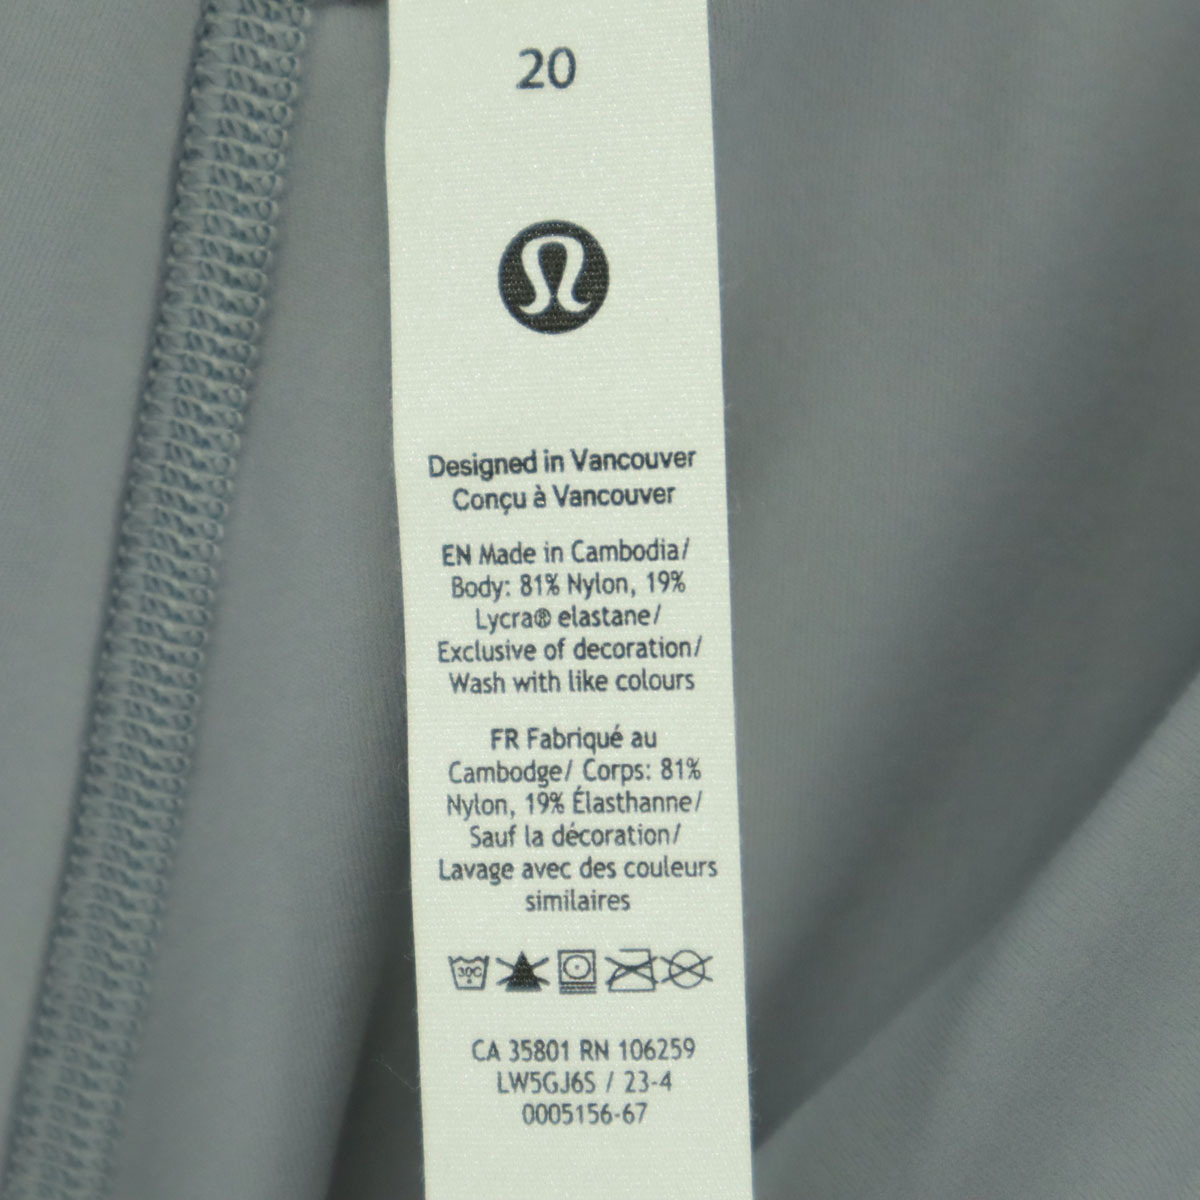 20
Designed in Vancouver
Conçu à Vancouver
EN Made in Cambodia/
Body: 81% Nylon, 19%
Lycra® elastane/
Exclusive of decoration/
Wash with like colours
FR Fabriqué au
Cambodge/ Corps: 81%
Nylon, 19% Élasthanne/
Sauf la décoration/
Lavage avec des couleurs
similaires
30C
CA 35801 RN 106259
LW5GJ6S / 23-4
0005156-67